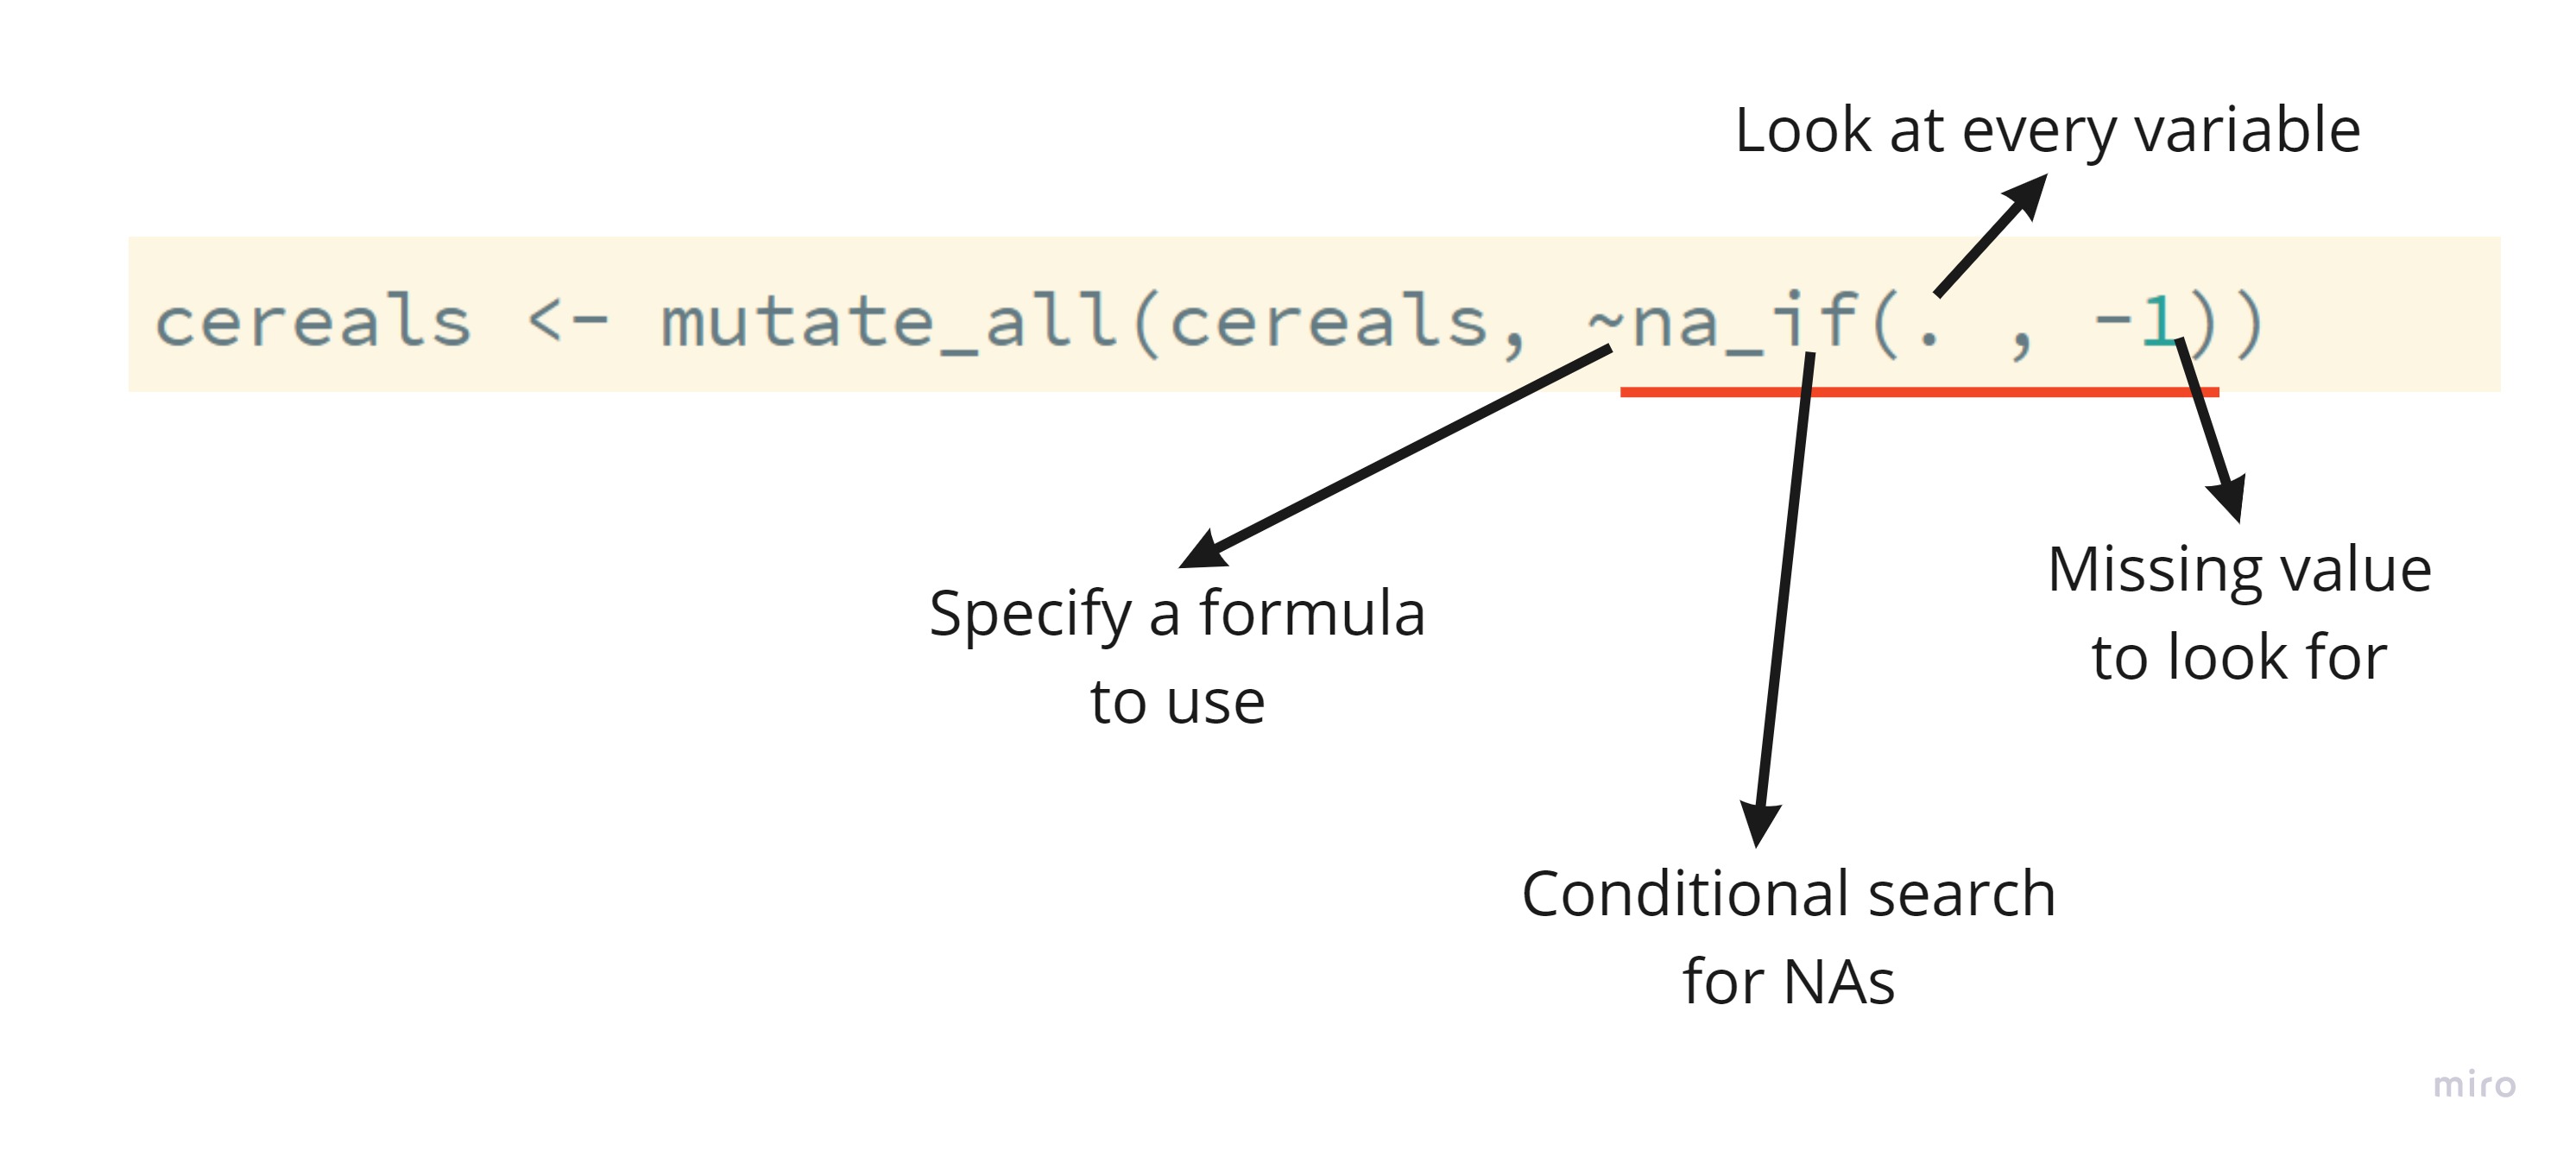 Look at every variable
cereals <- mutate_all(cereals, ~na_if(. , -1))
Specify a formula
to use
Missing value
to look for
Conditional search
for NAs
miro